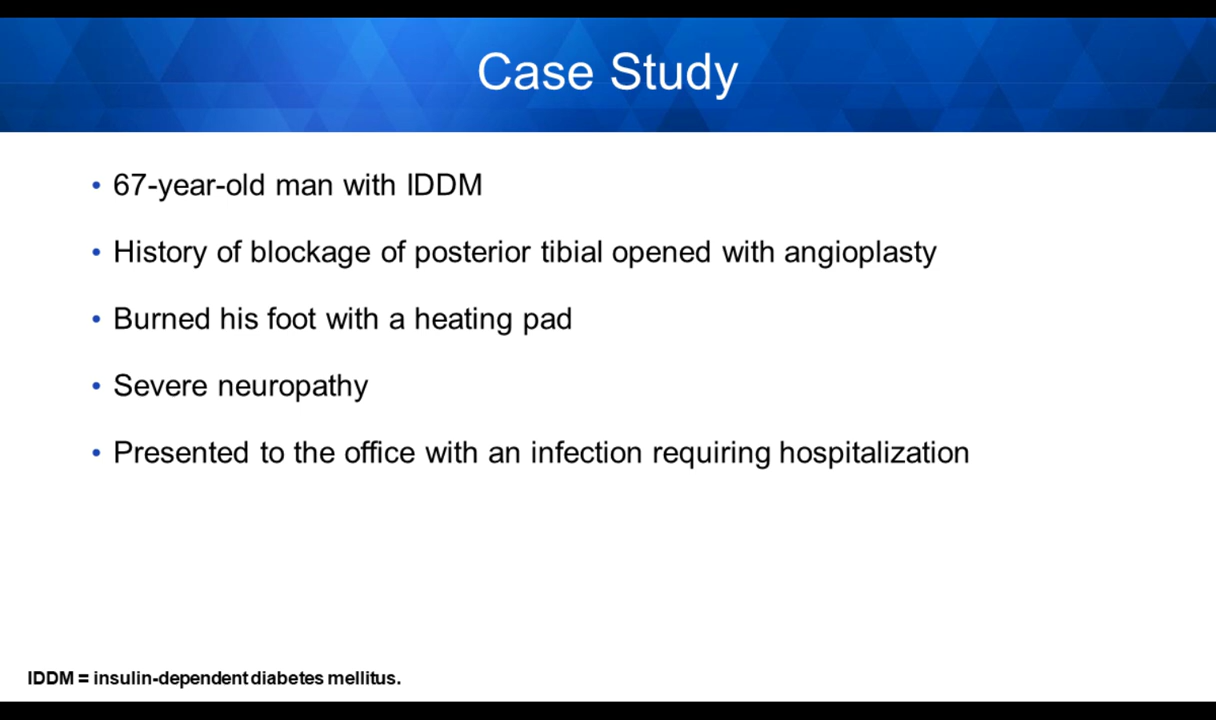 Case Study
• 67-year-old man with IDDM
• History of blockage of posterior tibial opened with angioplasty
• Burned his foot with a heating pad
• Severe neuropathy
• Presented to the office with an infection requiring hospitalization
IDDM = insulin-dependent diabetes mellitus.